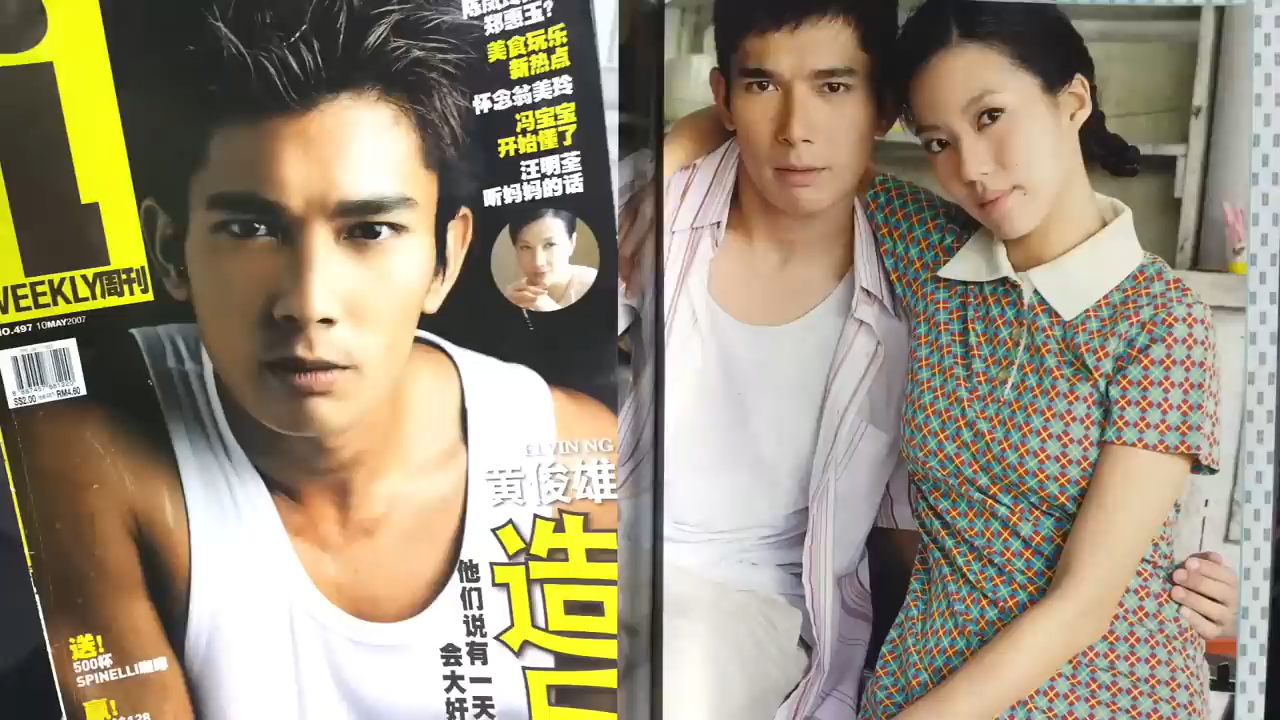 i
WEEKLY周刊
NO.497 10MAY2007
S$2.00
RM4.60
郑惠玉?
美食玩乐
新热点
怀念翁美玲
冯宝宝
开始懂了
汪明荃
听妈妈的话
ELVIN NG
黄俊雄
造
他们说有一天
会大奸
送!
500杯
SPINELLI咖啡
赢!